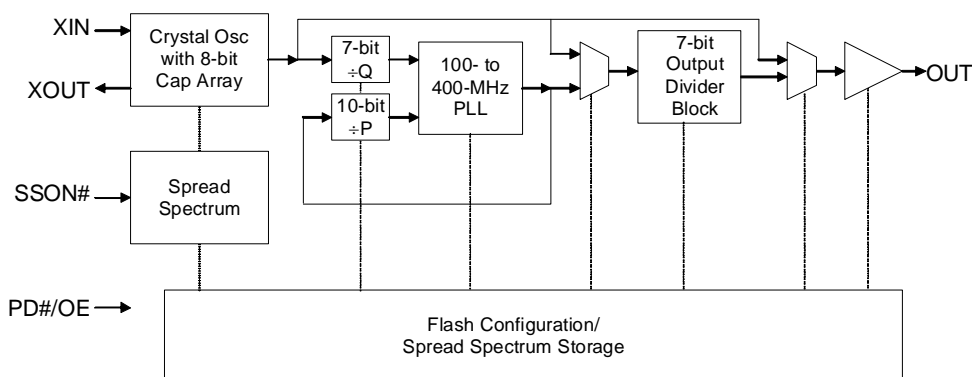 XIN
XOUT
Crystal Osc
with 8-bit
Cap Array
7-bit
÷Q
10-bit
÷P
100- to
400-MHz
PLL
7-bit
Output
Divider
Block
OUT
SSON#
Spread
Spectrum
PD#/OE
Flash Configuration/
Spread Spectrum Storage